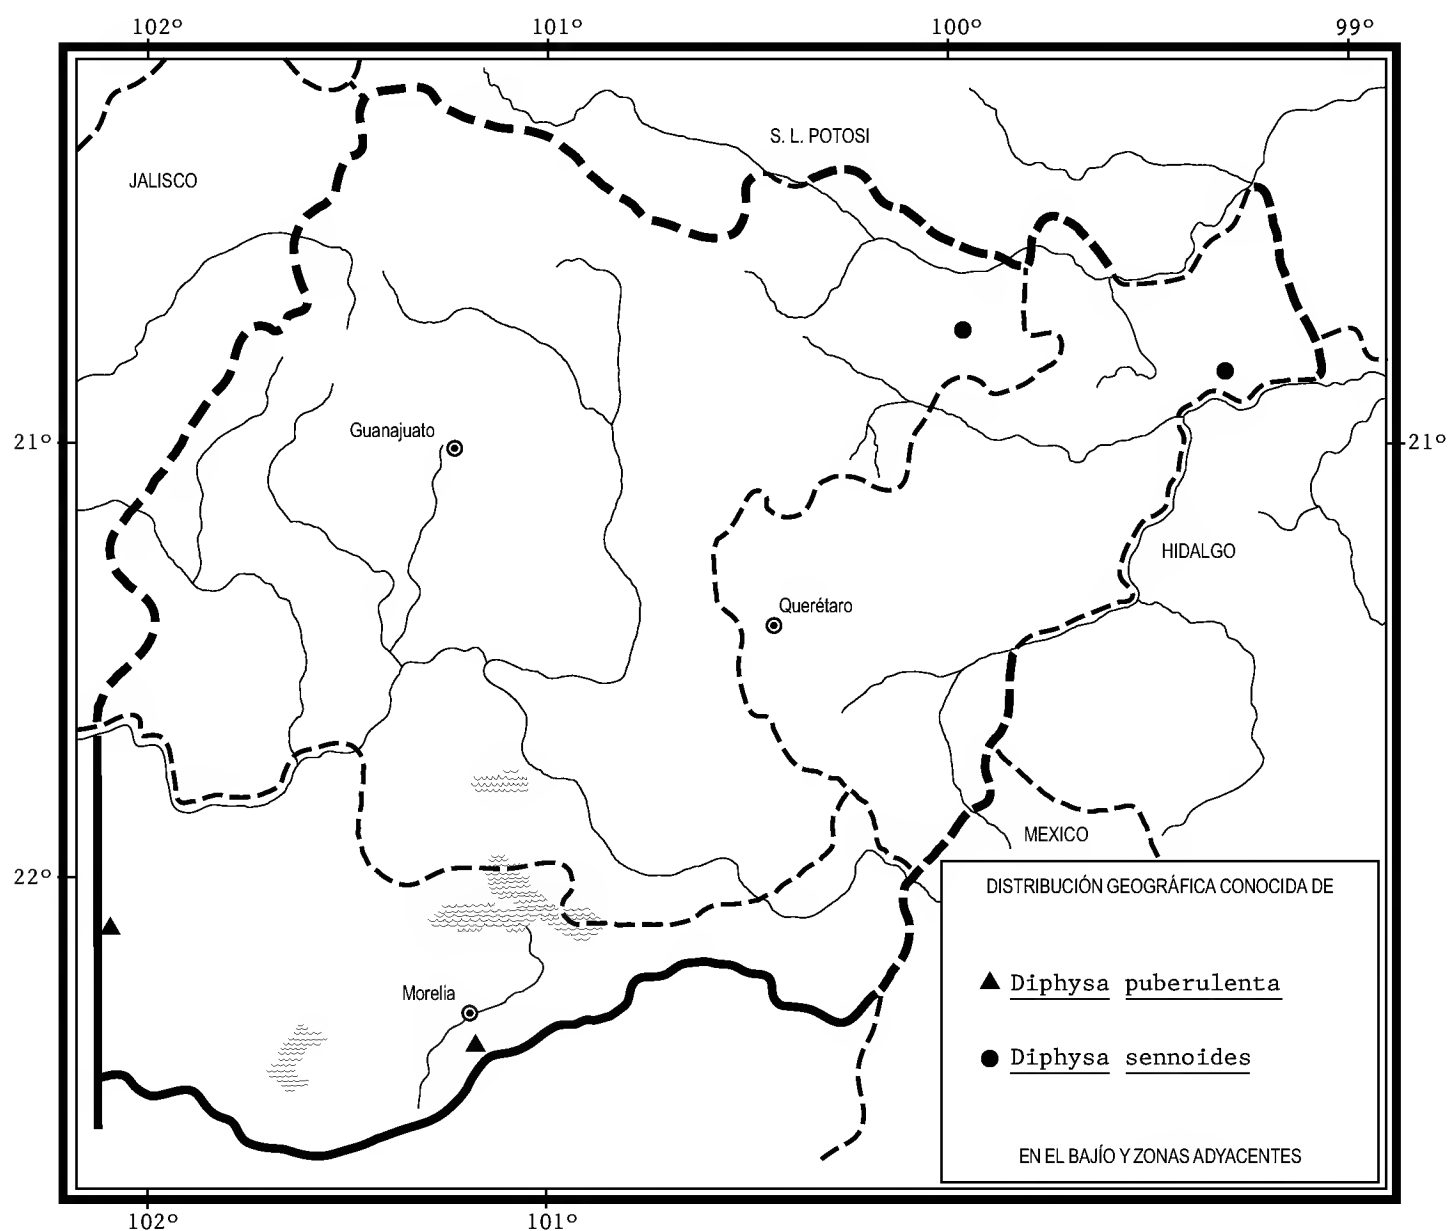 102º 101º 100º 99º
S. L. POTOSI
JALISCO
Guanajuato
21º 21º
HIDALGO
Querétaro
MEXICO
22º
DISTRIBUCIÓN GEOGRÁFICA CONOCIDA DE
Diphysa puberulenta
Morelia
Diphysa sennoides
EN EL BAJÍO Y ZONAS ADYACENTES
102º 101º